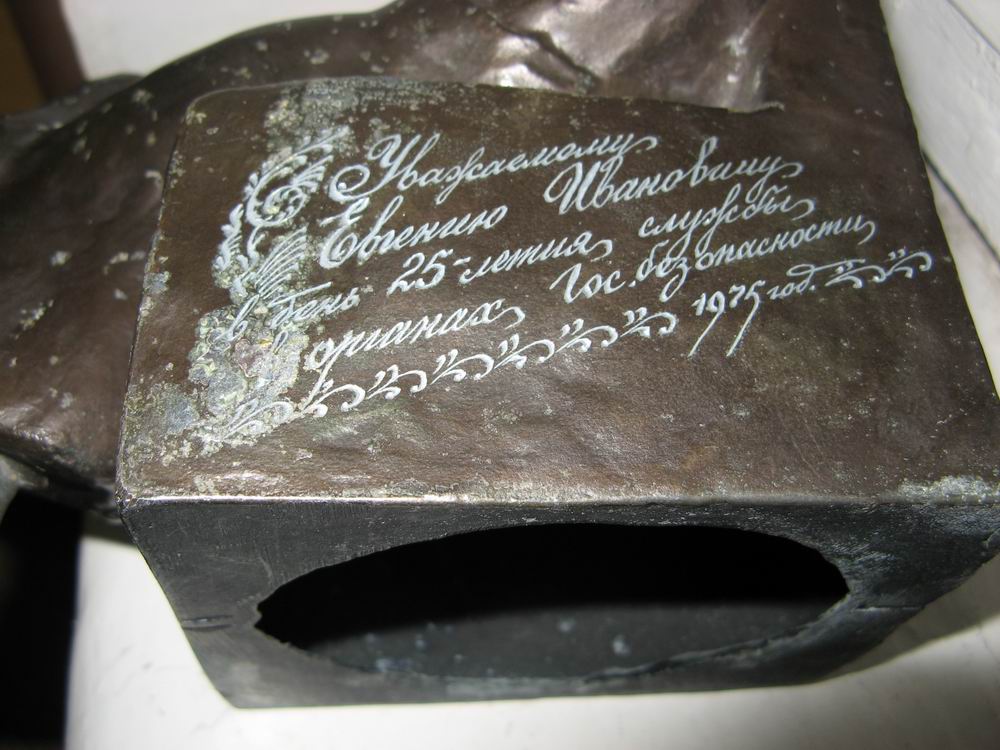 Уважаемому
Евгению Ивановичу
в день 25-летия службы
органах Гос. безопасности
1975 год.